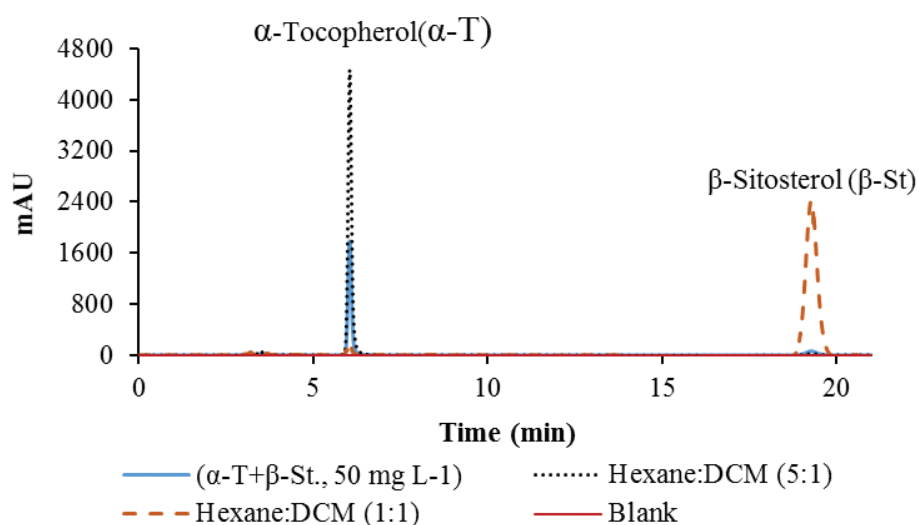 α-Tocopherol(α-T)
4800
4000
3200
2400
1600
800
0
mAU
β-Sitosterol (β-St)
0 5 10 15 20
Time (min)
(α-T+β-St., 50 mg L-1) Hexane:DCM (5:1)
Hexane:DCM (1:1) Blank